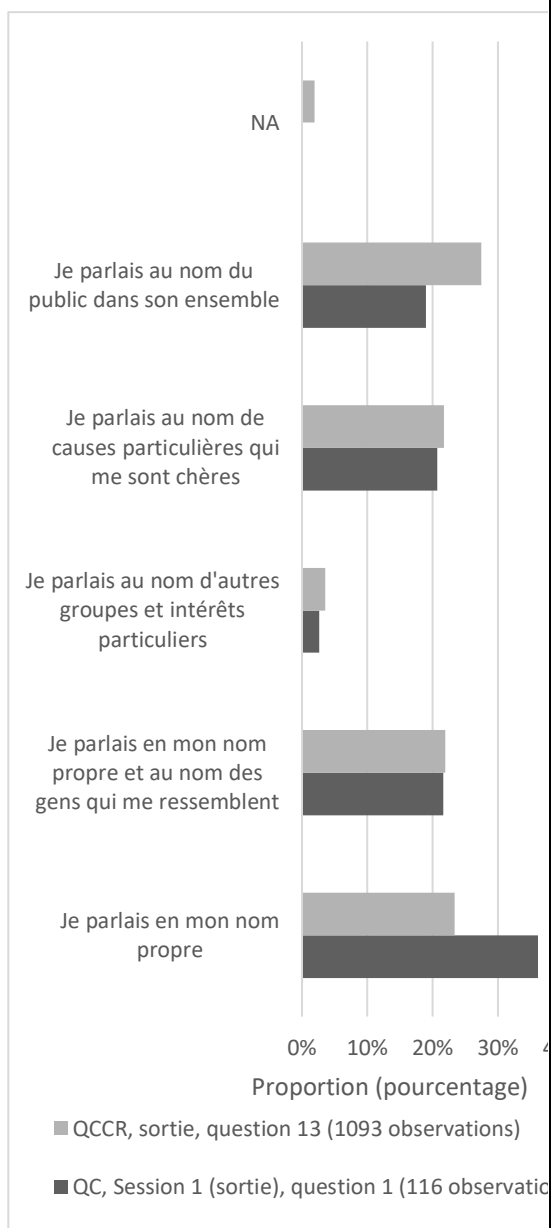 NA
Je parlais au nom du
public dans son ensemble
Je parlais au nom de
causes particulières qui
me sont chères
Je parlais au nom d'autres
groupes et intérêts
particuliers
Je parlais en mon nom
propre et au nom des
gens qui me ressemblent
Je parlais en mon nom
propre
0% 10% 20% 30% 4
Proportion (pourcentage)
QCCR, sortie, question 13 (1093 observations)
QC, Session 1 (sortie), question 1 (116 observatio